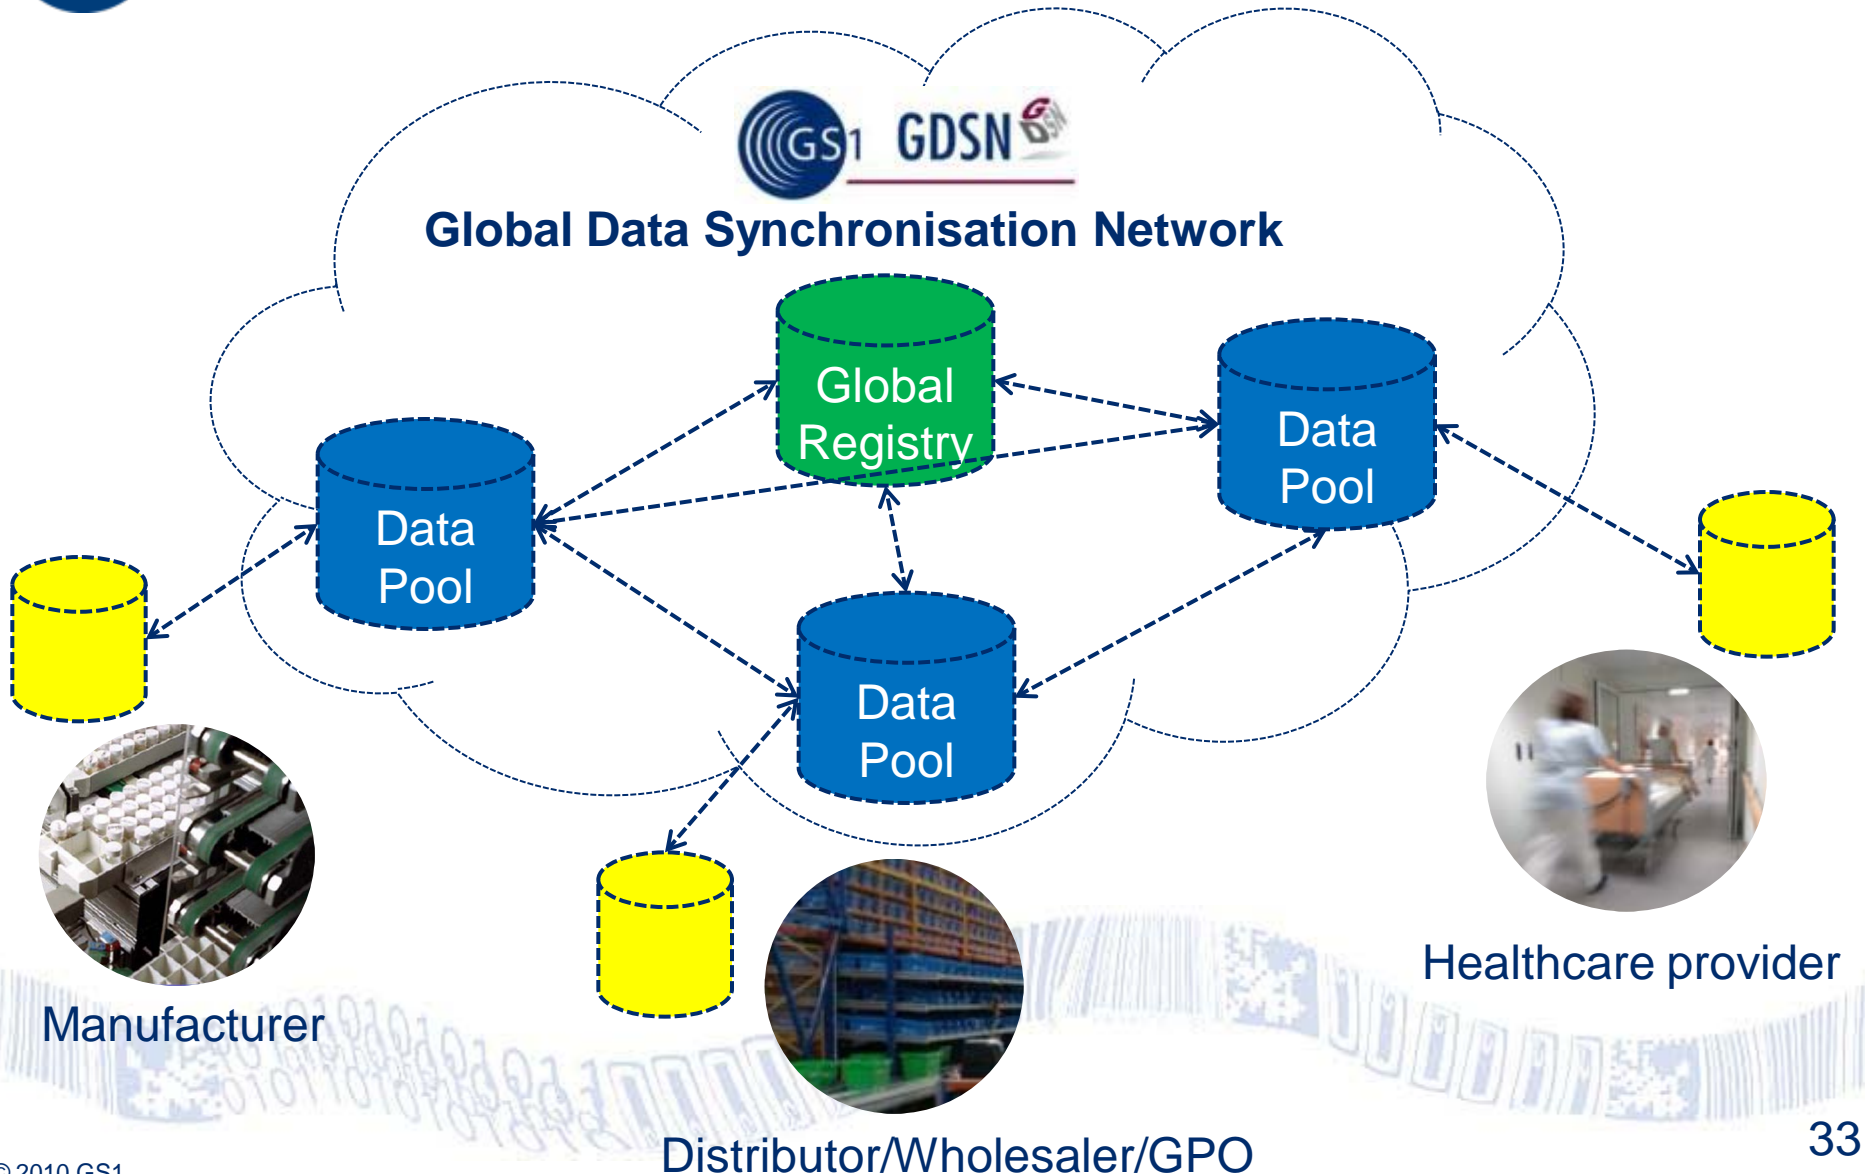 GS1 GDSN
Global Data Synchronisation Network
Global
Registry
Data
Pool
Data
Pool
Data
Pool
Healthcare provider
Manufacturer
Distributor/Wholesaler/GPO
33
© 2010 GS1